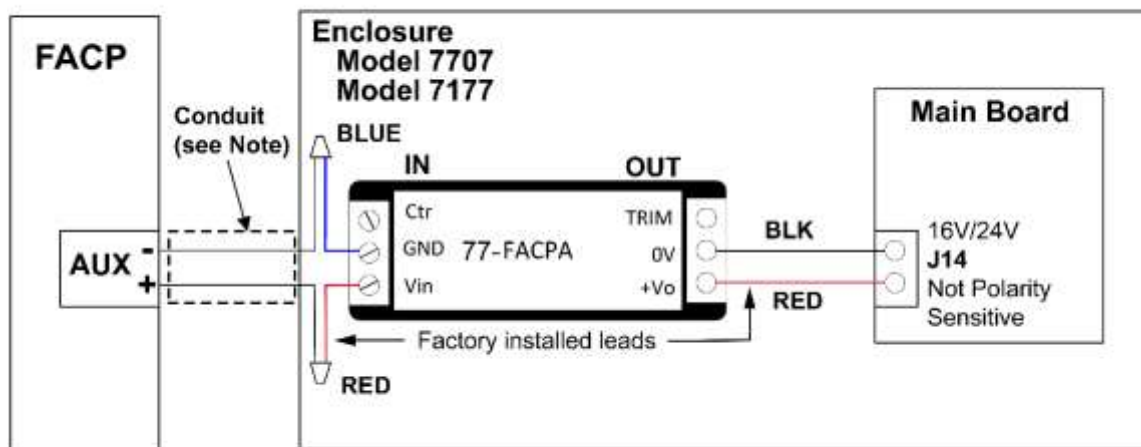 FACP
Enclosure
Model 7707
Model 7177
Conduit
(see Note)
BLUE
IN
OUT
Main Board
Ctr
GND
Vin
77-FACPA
TRIM
0V
+Vo
BLK
RED
16V/24V
J14
Not Polarity
Sensitive
AUX
-
+
Factory installed leads
RED